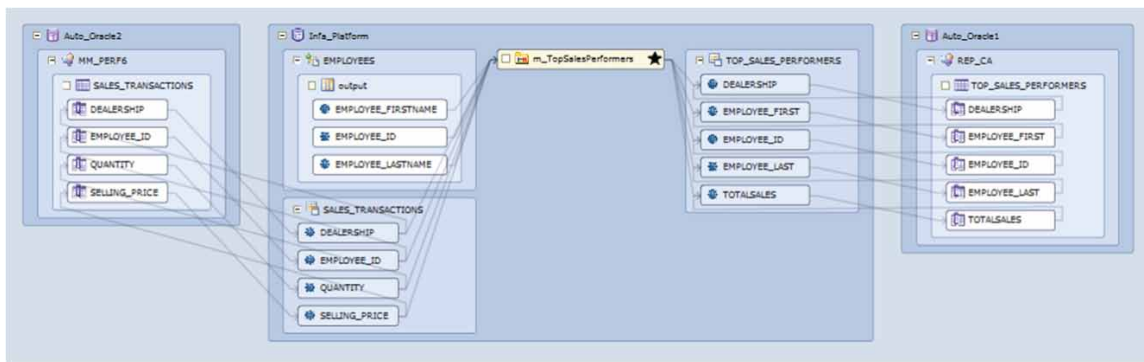 Auto_Oracle2
MM_PERF6
SALES_TRANSACTIONS
DEALERSHIP
EMPLOYEE_ID
QUANTITY
SELLING_PRICE
Infa_Platform
EMPLOYEES
output
EMPLOYEE_FIRSTNAME
EMPLOYEE_ID
EMPLOYEE_LASTNAME
SALES_TRANSACTIONS
DEALERSHIP
EMPLOYEE_ID
QUANTITY
SELLING_PRICE
m_TopSalesPerformers
TOP_SALES_PERFORMERS
DEALERSHIP
EMPLOYEE_FIRST
EMPLOYEE_ID
EMPLOYEE_LAST
TOTALSALES
Auto_Oracle1
REP_CA
TOP_SALES_PERFORMERS
DEALERSHIP
EMPLOYEE_FIRST
EMPLOYEE_ID
EMPLOYEE_LAST
TOTALSALES